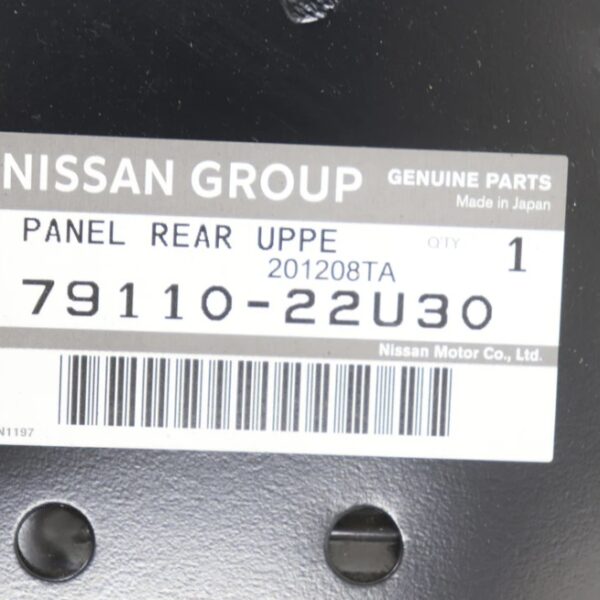 NISSAN GROUP GENUINE PARTS
Made in Japan
PANEL REAR UPPE QTY 1
201208TA
79110-22U30
Nissan Motor Co., Ltd.
N1197